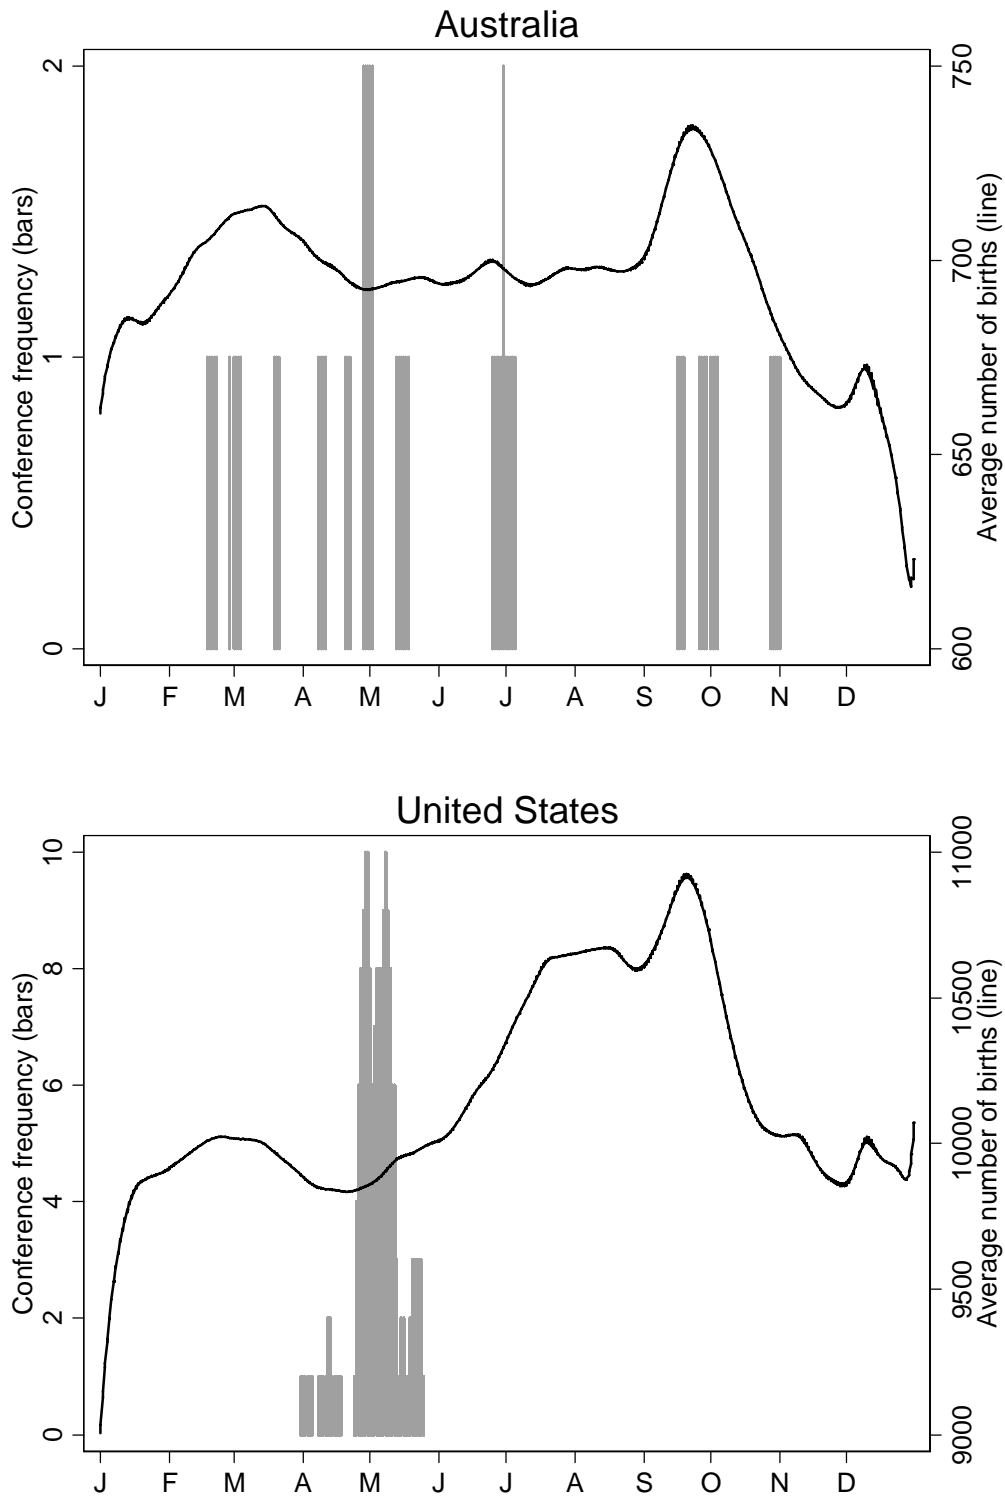 Australia
2
1
0
Conference frequency (bars)
750
700
650
600
Average number of births (line)
J F M A M J J A S O N D
United States
10
8
6
4
2
0
Conference frequency (bars)
11000
10500
10000
9500
9000
Average number of births (line)
J F M A M J J A S O N D